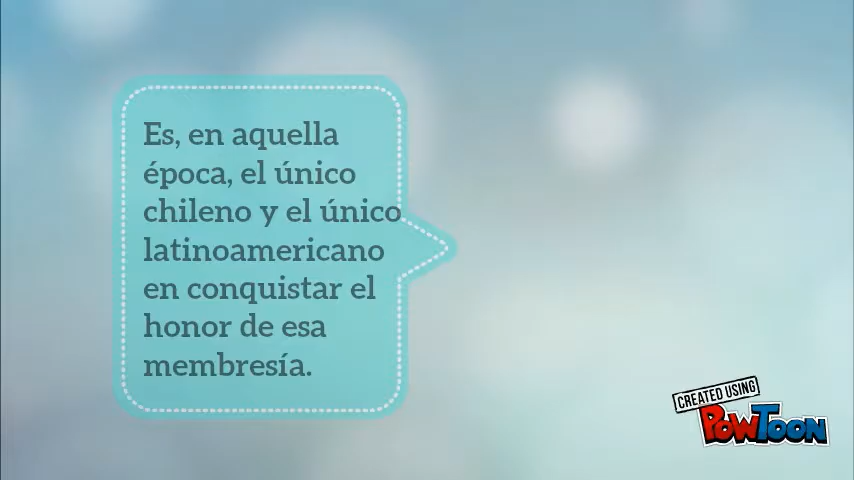 Es, en aquella
época, el único
chileno y el único
latinoamericano
en conquistar el
honor de esa
membresía.
CREATED USING
POWTOON